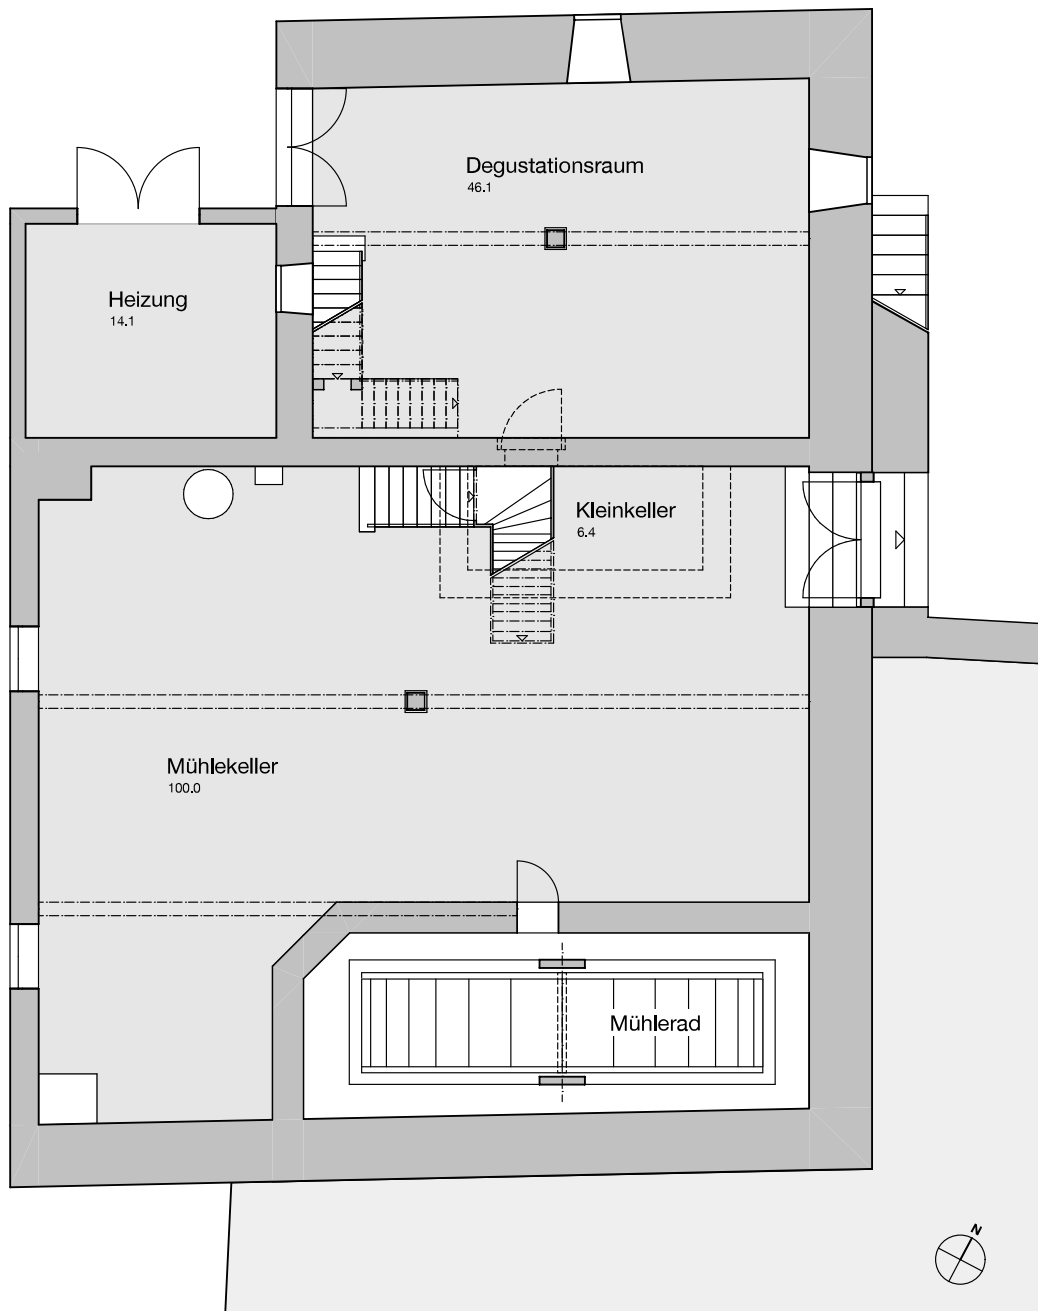 Degustationsraum
46.1
Heizung
14.1
Kleinkeller
6.4
Mühlekeller
100.0
Mühlerad
N